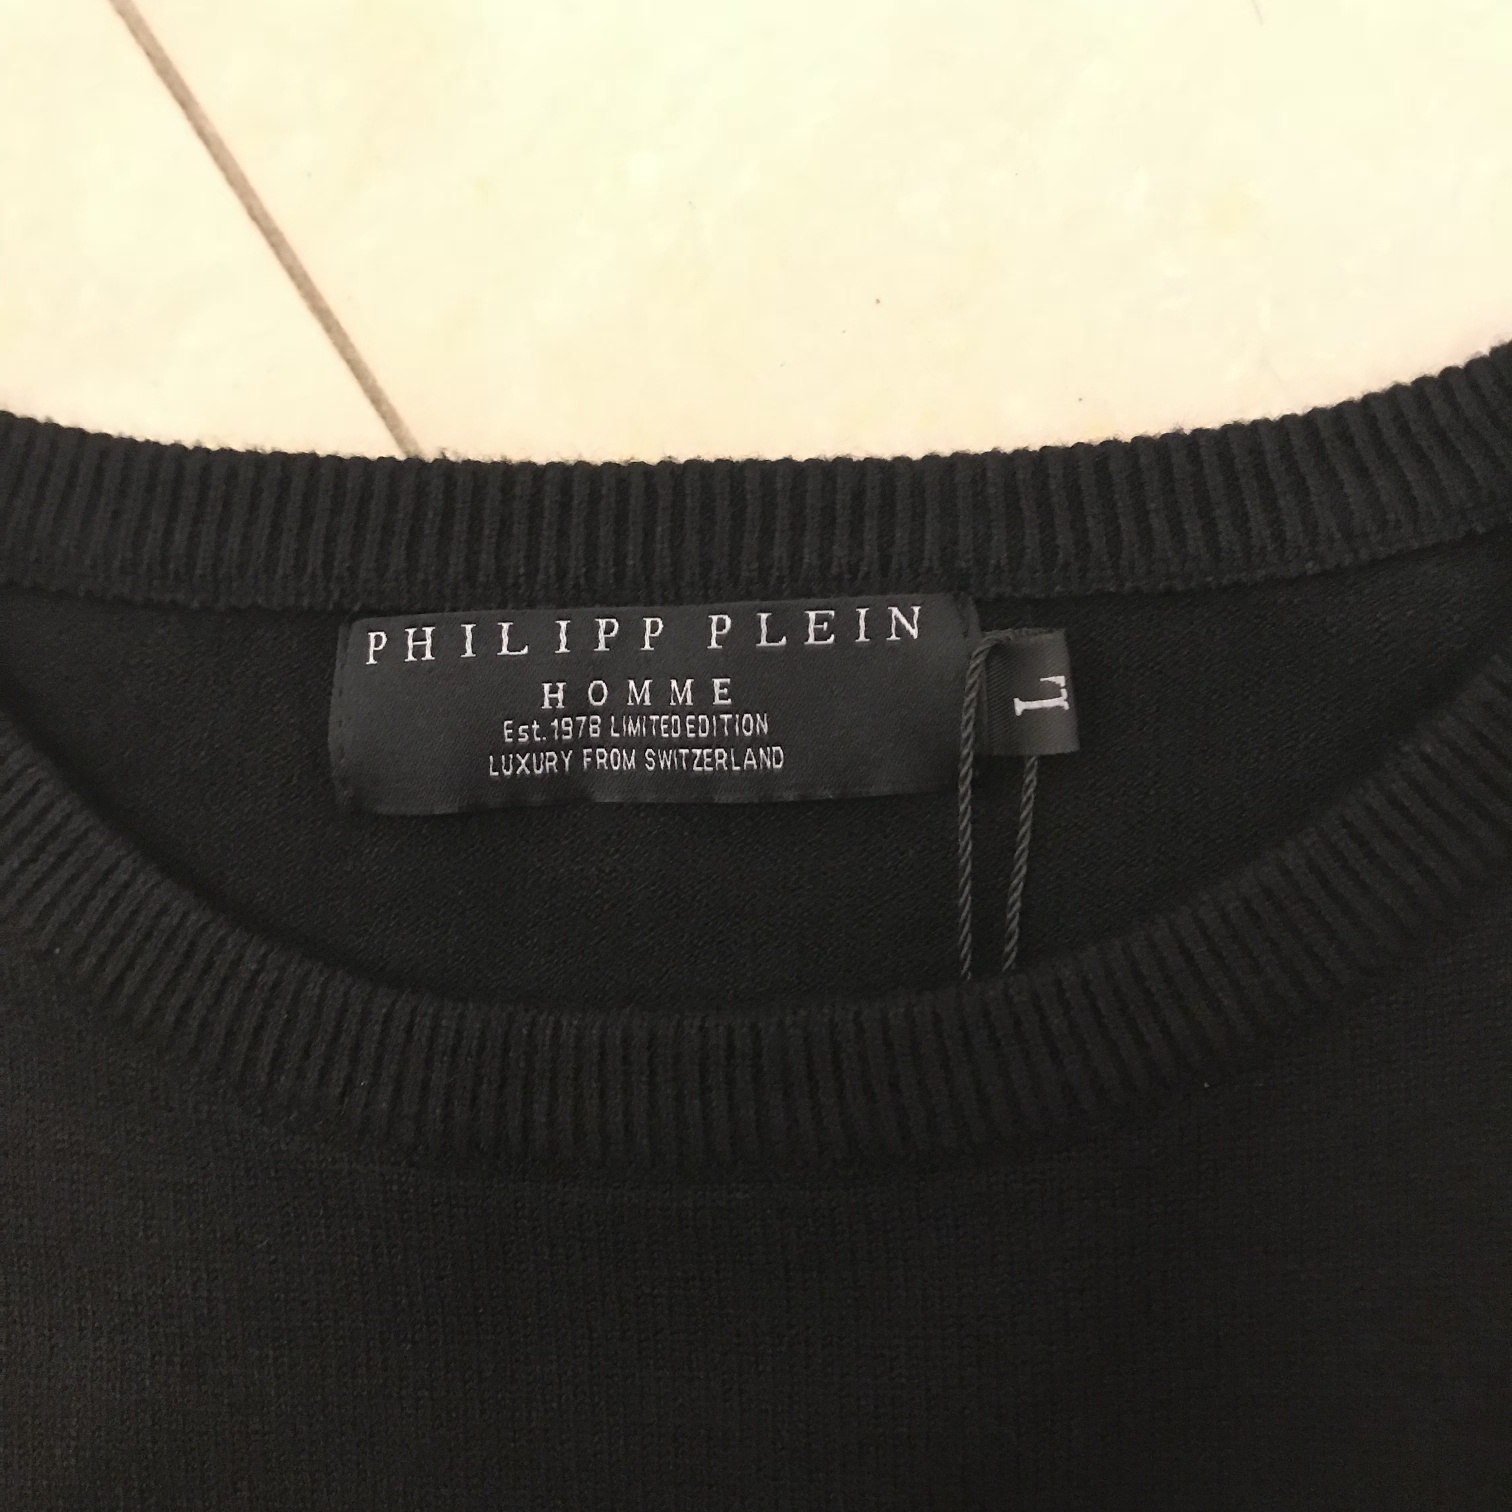 PHILIPP PLEIN
HOMME
Est.1978 LIMITED EDITION
LUXURY FROM SWITZERLAND
L